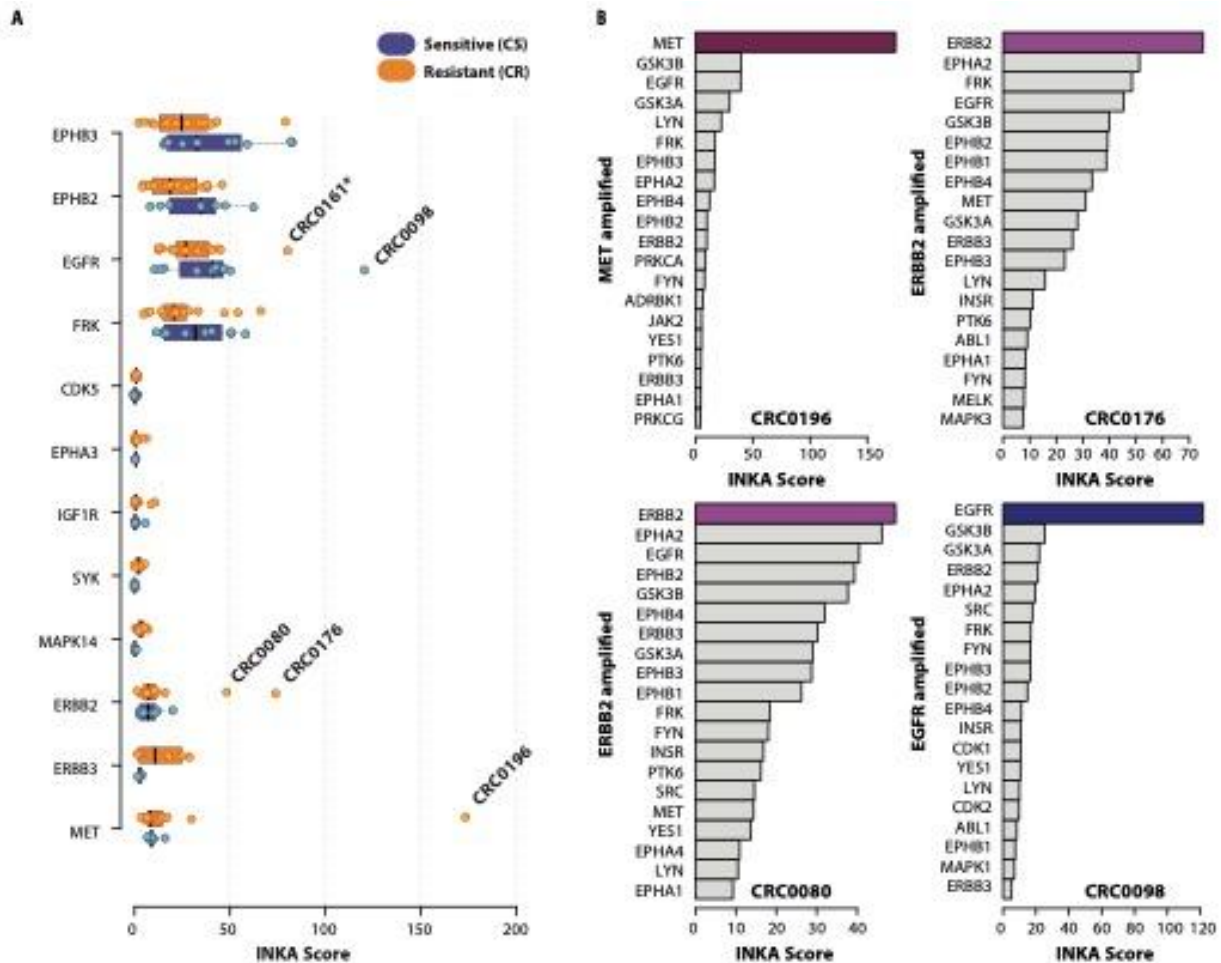 A
Sensitive (CS)
Resistant (CR)
EPHB3
EPHB2
EGFR
FRK
CDK5
EPHA3
IGF1R
SYK
MAPK14
ERBB2
ERBB3
MET
CRC0161*
CRC0098
CRC0080
CRC0176
CRC0196
0 50 100 150 200
INKA Score
B
MET amplified
MET
GSK3B
EGFR
GSK3A
LYN
FRK
EPHB3
EPHA2
EPHB4
EPHB2
ERBB2
PRKCA
FYN
ADRBK1
JAK2
YES1
PTK6
ERBB3
EPHA1
PRKCG
CRC0196
0 50 100 150
INKA Score
ERBB2 amplified
ERBB2
EPHA2
FRK
EGFR
GSK3B
EPHB2
EPHB1
EPHB4
MET
GSK3A
ERBB3
EPHB3
LYN
INSR
PTK6
ABL1
EPHA1
FYN
MELK
MAPK3
CRC0176
0 10 20 30 40 50 60 70
INKA Score
ERBB2 amplified
ERBB2
EPHA2
EGFR
EPHB2
GSK3B
EPHB4
ERBB3
GSK3A
EPHB3
EPHB1
FRK
FYN
INSR
PTK6
SRC
MET
YES1
EPHA4
LYN
EPHA1
CRC0080
0 10 20 30 40
INKA Score
EGFR amplified
EGFR
GSK3B
GSK3A
ERBB2
EPHA2
SRC
FRK
FYN
EPHB3
EPHB2
EPHB4
INSR
CDK1
YES1
LYN
CDK2
ABL1
EPHB1
MAPK1
ERBB3
CRC0098
0 20 40 60 80 100 120
INKA Score